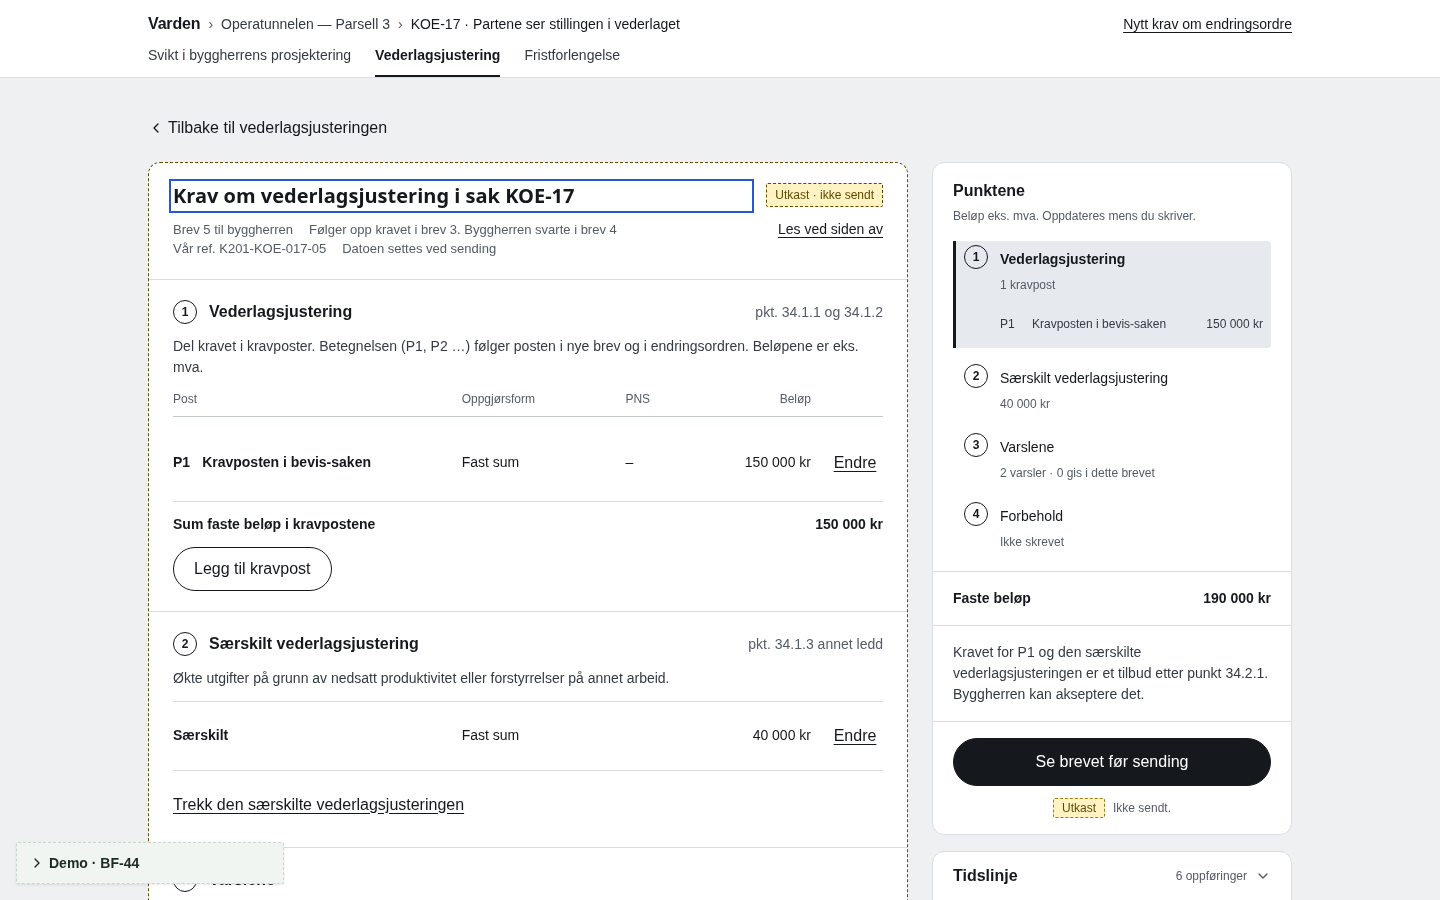 Varden › Operatunnelen — Parsell 3 › KOE-17 · Partene ser stillingen i vederlaget
Nytt krav om endringsordre
Svikt i byggherrens prosjektering Vederlagsjustering Fristforlengelse
Tilbake til vederlagsjusteringen
Krav om vederlagsjustering i sak KOE-17
Utkast · ikke sendt
Brev 5 til byggherren Følger opp kravet i brev 3. Byggherren svarte i brev 4
Les ved siden av
Vår ref. K201-KOE-017-05 Datoen settes ved sending
1 Vederlagsjustering pkt. 34.1.1 og 34.1.2
Del kravet i kravposter. Betegnelsen (P1, P2 …) følger posten i nye brev og i endringsordren. Beløpene er eks.
mva.
Post Oppgjørsform PNS Beløp
P1 Kravposten i bevis-saken Fast sum – 150 000 kr Endre
Sum faste beløp i kravpostene 150 000 kr
Legg til kravpost
2 Særskilt vederlagsjustering pkt. 34.1.3 annet ledd
Økte utgifter på grunn av nedsatt produktivitet eller forstyrrelser på annet arbeid.
Særskilt Fast sum 40 000 kr Endre
Trekk den særskilte vederlagsjusteringen
Demo · BF-44
Punktene
Beløp eks. mva. Oppdateres mens du skriver.
1 Vederlagsjustering
1 kravpost
P1 Kravposten i bevis-saken 150 000 kr
2 Særskilt vederlagsjustering
40 000 kr
3 Varslene
2 varsler · 0 gis i dette brevet
4 Forbehold
Ikke skrevet
Faste beløp 190 000 kr
Kravet for P1 og den særskilte
vederlagsjusteringen er et tilbud etter punkt 34.2.1.
Byggherren kan akseptere det.
Se brevet før sending
Utkast Ikke sendt.
Tidslinje 6 oppføringer